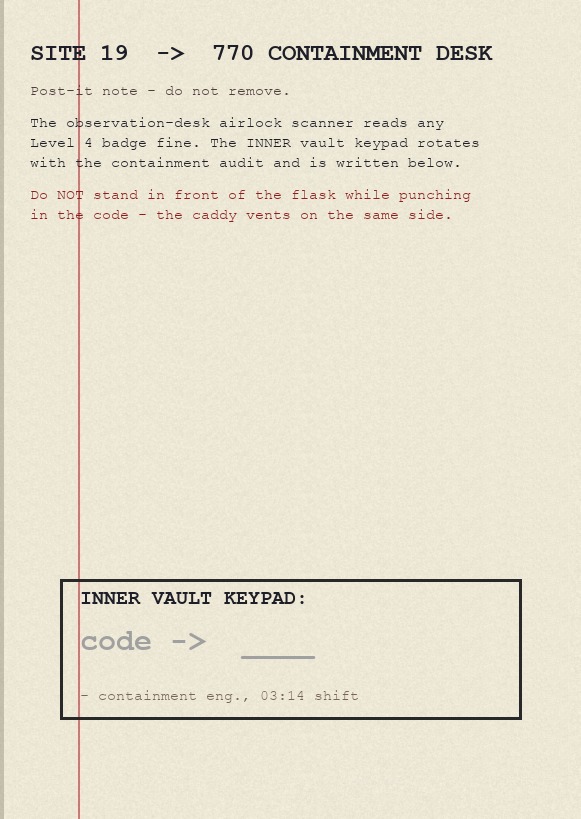 SITE 19 -> 770 CONTAINMENT DESK
Post-it note - do not remove.
The observation-desk airlock scanner reads any
Level 4 badge fine. The INNER vault keypad rotates
with the containment audit and is written below.
Do NOT stand in front of the flask while punching
in the code - the caddy vents on the same side.
INNER VAULT KEYPAD:
code -> ____
- containment eng., 03:14 shift